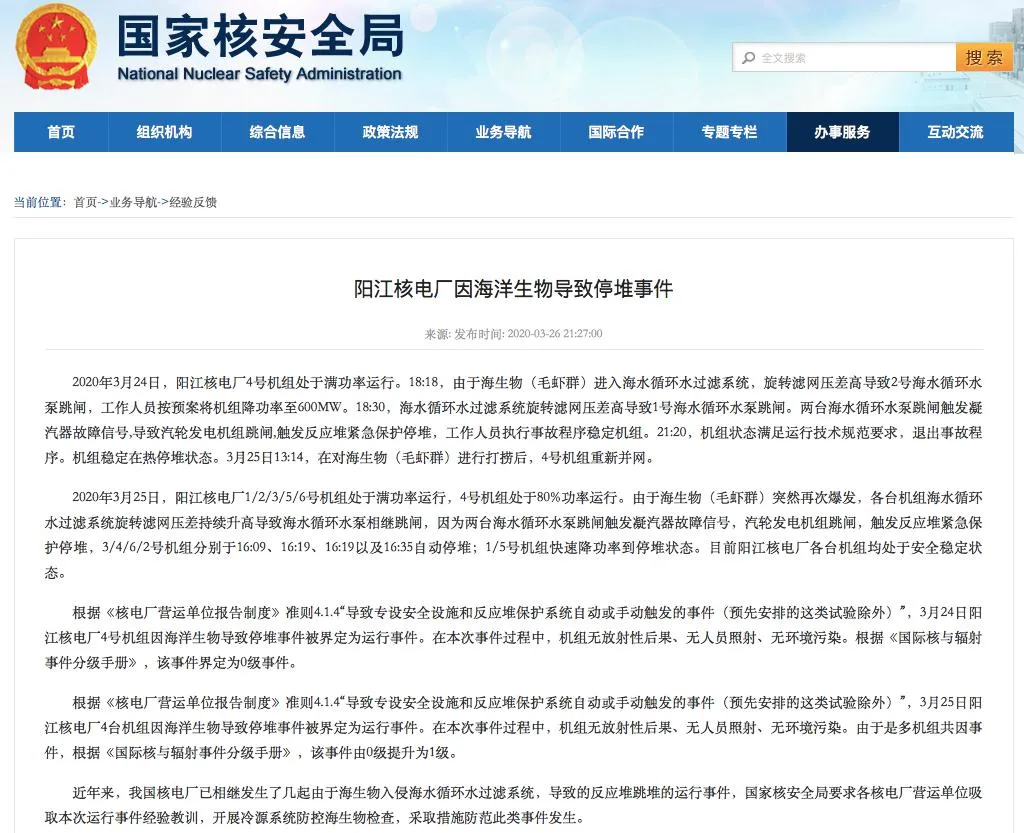 国家核安全局
National Nuclear Safety Administration
全文搜索
搜索
首页 组织机构 综合信息 政策法规 业务导航 国际合作 专题专栏 办事服务 互动交流
当前位置：首页->业务导航->经验反馈
阳江核电厂因海洋生物导致停堆事件
来源: 发布时间: 2020-03-26 21:27:00
2020年3月24日，阳江核电厂4号机组处于满功率运行。18:18，由于海生物（毛虾群）进入海水循环水过滤系统，旋转滤网压差高导致2号海水循环水
泵跳闸，工作人员按预案将机组降功率至600MW。18:30，海水循环水过滤系统旋转滤网压差高导致1号海水循环水泵跳闸。两台海水循环水泵跳闸触发凝
汽器故障信号,导致汽轮发电机组跳闸,触发反应堆紧急保护停堆，工作人员执行事故程序稳定机组。21:20，机组状态满足运行技术规范要求，退出事故程
序。机组稳定在热停堆状态。3月25日13:14，在对海生物（毛虾群）进行打捞后，4号机组重新并网。
2020年3月25日，阳江核电厂1/2/3/5/6号机组处于满功率运行，4号机组处于80%功率运行。由于海生物（毛虾群）突然再次爆发，各台机组海水循环
水过滤系统旋转滤网压差持续升高导致海水循环水泵相继跳闸，因为两台海水循环水泵跳闸触发凝汽器故障信号，汽轮发电机组跳闸，触发反应堆紧急保
护停堆，3/4/6/2号机组分别于16:09、16:19、16:19以及16:35自动停堆；1/5号机组快速降功率到停堆状态。目前阳江核电厂各台机组均处于安全稳定状
态。
根据《核电厂营运单位报告制度》准则4.1.4“导致专设安全设施和反应堆保护系统自动或手动触发的事件（预先安排的这类试验除外）”，3月24日阳
江核电厂4号机组因海洋生物导致停堆事件被界定为运行事件。在本次事件过程中，机组无放射性后果、无人员照射、无环境污染。根据《国际核与辐射
事件分级手册》，该事件界定为0级事件。
根据《核电厂营运单位报告制度》准则4.1.4“导致专设安全设施和反应堆保护系统自动或手动触发的事件（预先安排的这类试验除外）”，3月25日阳
江核电厂4台机组因海洋生物导致停堆事件被界定为运行事件。在本次事件过程中，机组无放射性后果、无人员照射、无环境污染。由于是多机组共因事
件，根据《国际核与辐射事件分级手册》，该事件由0级提升为1级。
近年来，我国核电厂已相继发生了几起由于海生物入侵海水循环水过滤系统，导致的反应堆跳堆的运行事件，国家核安全局要求各核电厂营运单位吸
取本次运行事件经验教训，开展冷源系统防控海生物检查，采取措施防范此类事件发生。